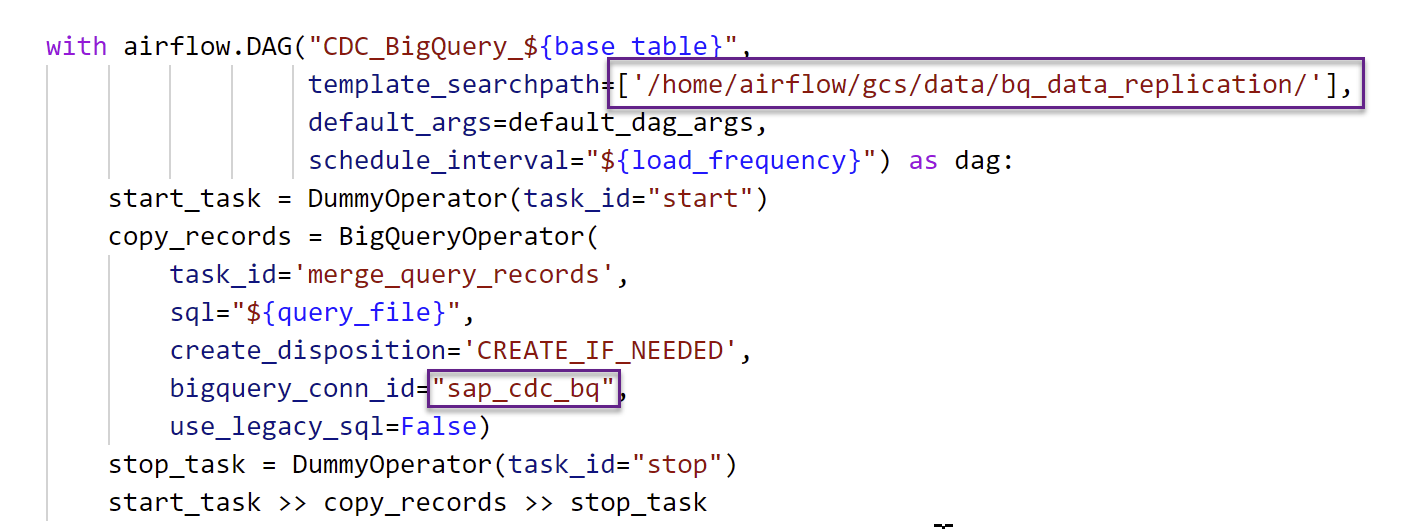 with airflow.DAG("CDC_BigQuery_${base_table}",
template_searchpath=['/home/airflow/gcs/data/bq_data_replication/'],
default_args=default_dag_args,
schedule_interval="${load_frequency}") as dag:
start_task = DummyOperator(task_id="start")
copy_records = BigQueryOperator(
task_id='merge_query_records',
sql="${query_file}",
create_disposition='CREATE_IF_NEEDED',
bigquery_conn_id="sap_cdc_bq",
use_legacy_sql=False)
stop_task = DummyOperator(task_id="stop")
start_task >> copy_records >> stop_task